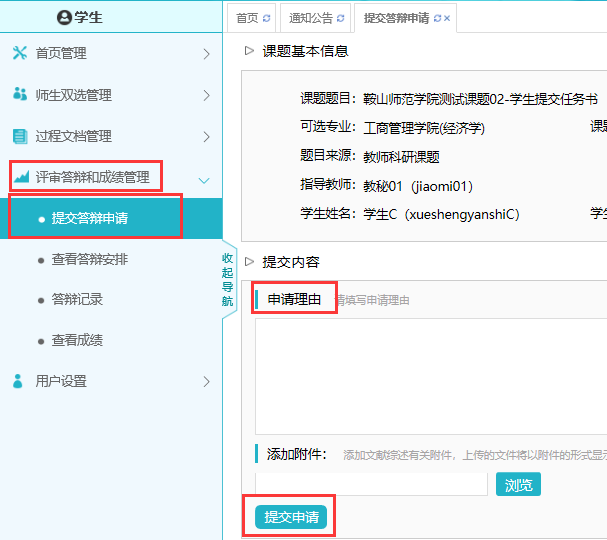 学生
首页管理
师生双选管理
过程文档管理
评审答辩和成绩管理
提交答辩申请
查看答辩安排
答辩记录
查看成绩
用户设置
收起导航
首页 通知公告 提交答辩申请
课题基本信息
课题题目：鞍山师范学院测试课题02-学生提交任务书
可选专业：工商管理学院(经济学) 课
题目来源：教师科研课题
指导教师：教秘01（jiaomi01）
学生姓名：学生C（xueshengyanshiC） 学生
提交内容
申请理由 请填写申请理由
添加附件： 添加文献综述有关附件，上传的文件将以附件的形式显示
浏览
提交申请